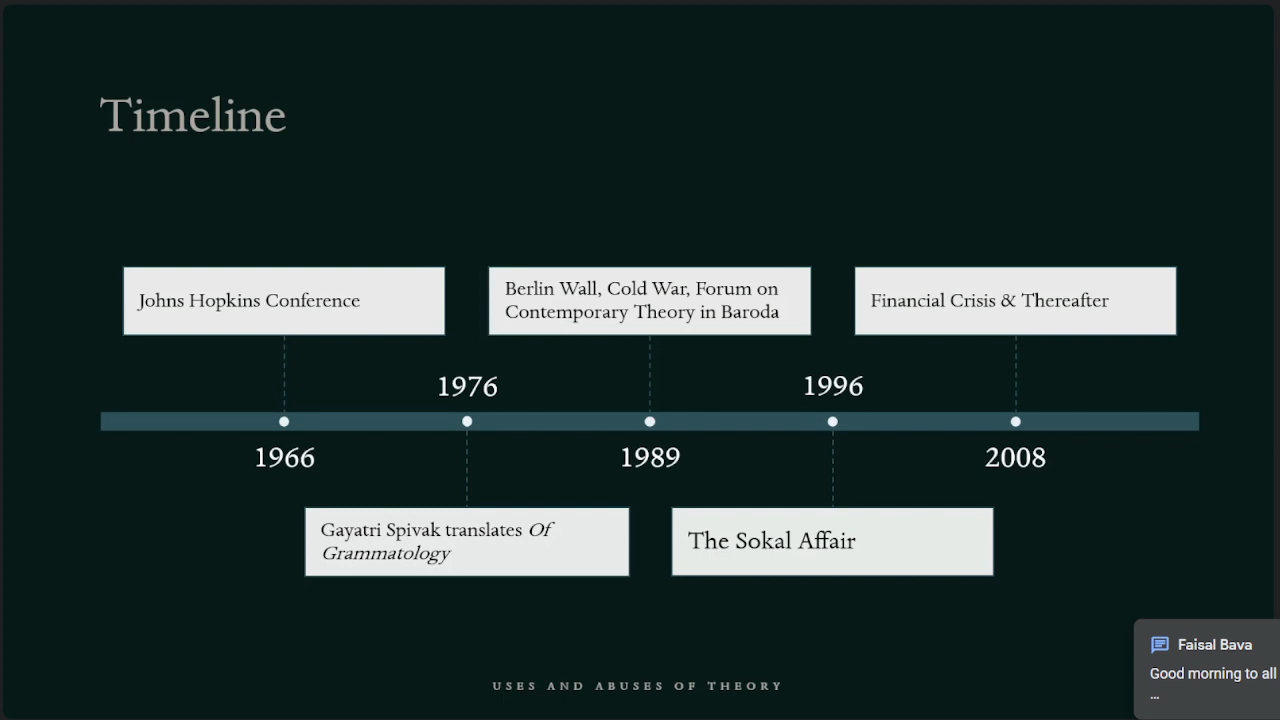 Timeline
Johns Hopkins Conference
Berlin Wall, Cold War, Forum on
Contemporary Theory in Baroda
Financial Crisis & Thereafter
1976
1996
1966
1989
2008
Gayatri Spivak translates Of
Grammatology
The Sokal Affair
USES AND ABUSES OF THEORY
Faisal Bava
Good morning to all
...